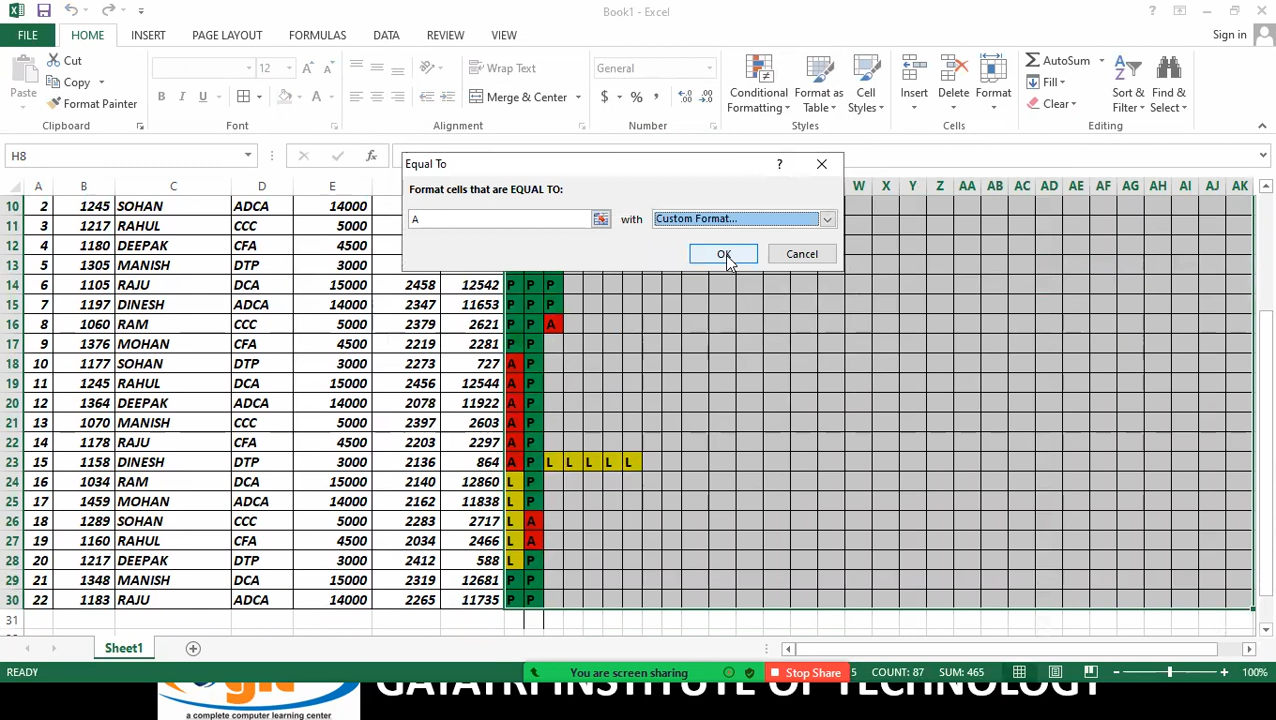 Book1 - Excel
FILE HOME INSERT PAGE LAYOUT FORMULAS DATA REVIEW VIEW Sign in
Cut
Copy
Format Painter
Paste
Clipboard
12
B I U
Font
Wrap Text
Merge & Center
Alignment
General
$ % ,
Number
Conditional Formatting
Format as Table
Cell Styles
Styles
Insert
Delete
Format
Cells
AutoSum
Fill
Clear
Sort & Filter
Find & Select
Editing
H8
Equal To
Format cells that are EQUAL TO:
A with Custom Format...
OK Cancel
A B C D E W X Y Z AA AB AC AD AE AF AG AH AI AJ AK
10 2 1245 SOHAN ADCA 14000
11 3 1217 RAHUL CCC 5000
12 4 1180 DEEPAK CFA 4500
13 5 1305 MANISH DTP 3000
14 6 1105 RAJU DCA 15000 2458 12542 P P P
15 7 1197 DINESH ADCA 14000 2347 11653 P P P
16 8 1060 RAM CCC 5000 2379 2621 P P A
17 9 1376 MOHAN CFA 4500 2219 2281 P P
18 10 1177 SOHAN DTP 3000 2273 727 A P
19 11 1245 RAHUL DCA 15000 2456 12544 A P
20 12 1364 DEEPAK ADCA 14000 2078 11922 A P
21 13 1070 MANISH CCC 5000 2397 2603 A P
22 14 1178 RAJU CFA 4500 2203 2297 A P
23 15 1158 DINESH DTP 3000 2136 864 A P L L L L L
24 16 1034 RAM DCA 15000 2140 12860 L P
25 17 1459 MOHAN ADCA 14000 2162 11838 L P
26 18 1289 SOHAN CCC 5000 2283 2717 L A
27 19 1160 RAHUL CFA 4500 2034 2466 L A
28 20 1217 DEEPAK DTP 3000 2412 588 L P
29 21 1348 MANISH DCA 15000 2319 12681 P P
30 22 1183 RAJU ADCA 14000 2265 11735 P P
31
Sheet1
READY You are screen sharing Stop Share 5 COUNT: 87 SUM: 465 100%
GAYATRI INSTITUTE OF TECHNOLOGY
a complete computer learning center